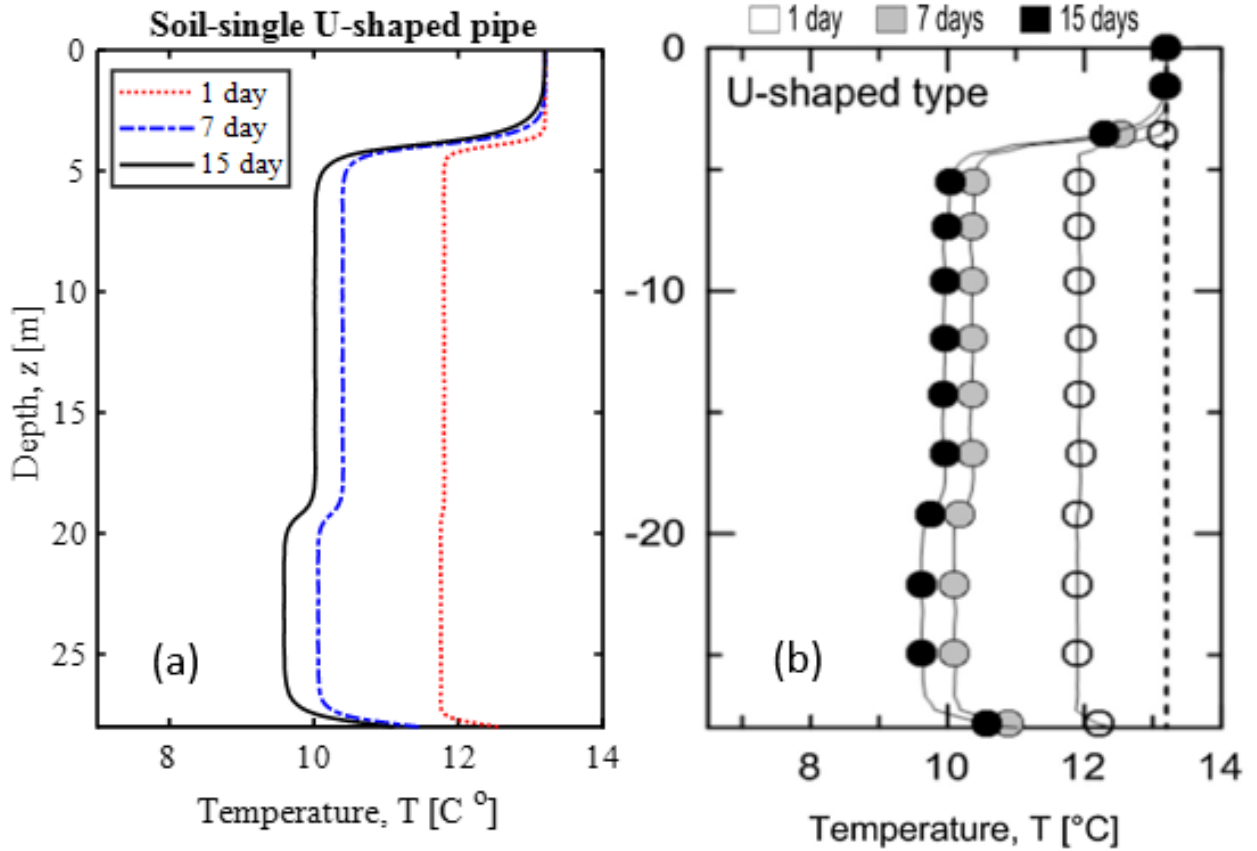 Soil-single U-shaped pipe
0
5
10
15
20
25
1 day
7 day
15 day
(a)
Depth, z [m]
8
10
12
14
Temperature, T [C °]
1 day
7 days
15 days
0
-10
-20
U-shaped type
(b)
8
10
12
14
Temperature, T [°C]